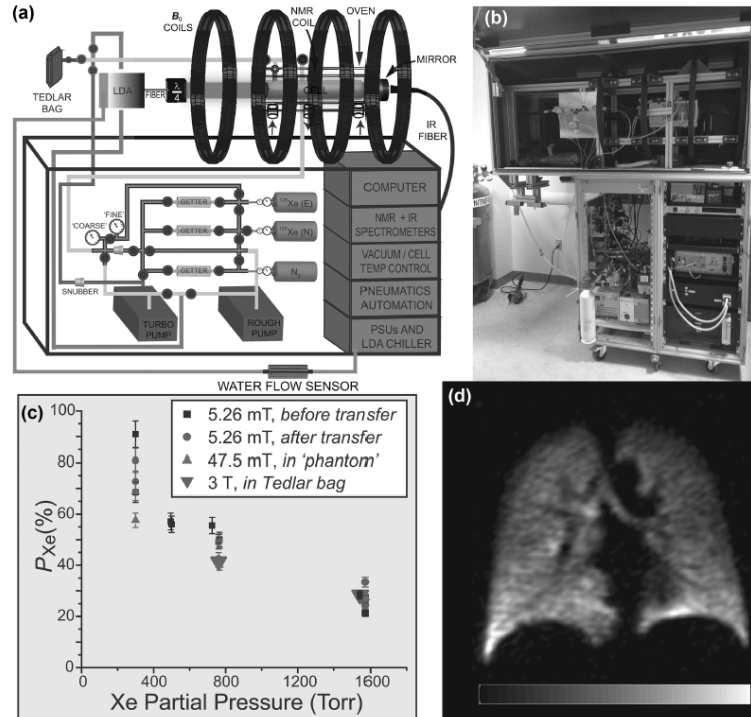 (a)
B₀
COILS
NMR
COIL
OVEN
MIRROR
TEDLAR
BAG
LDA
FIBER
λ/4
CELL
IR
FIBER
COMPUTER
NMR + IR
SPECTROMETERS
VACUUM / CELL
TEMP CONTROL
PNEUMATICS
AUTOMATION
PSUs AND
LDA CHILLER
'COARSE'
'FINE'
GETTER
Xe (E)
GETTER
Xe (N)
GETTER
N₂
SNUBBER
TURBO
PUMP
ROUGH
PUMP
WATER FLOW SENSOR
(b)
(c)
100
80
60
40
20
0
PXe(%)
5.26 mT, before transfer
5.26 mT, after transfer
47.5 mT, in 'phantom'
3 T, in Tedlar bag
0
400
800
1200
1600
Xe Partial Pressure (Torr)
(d)